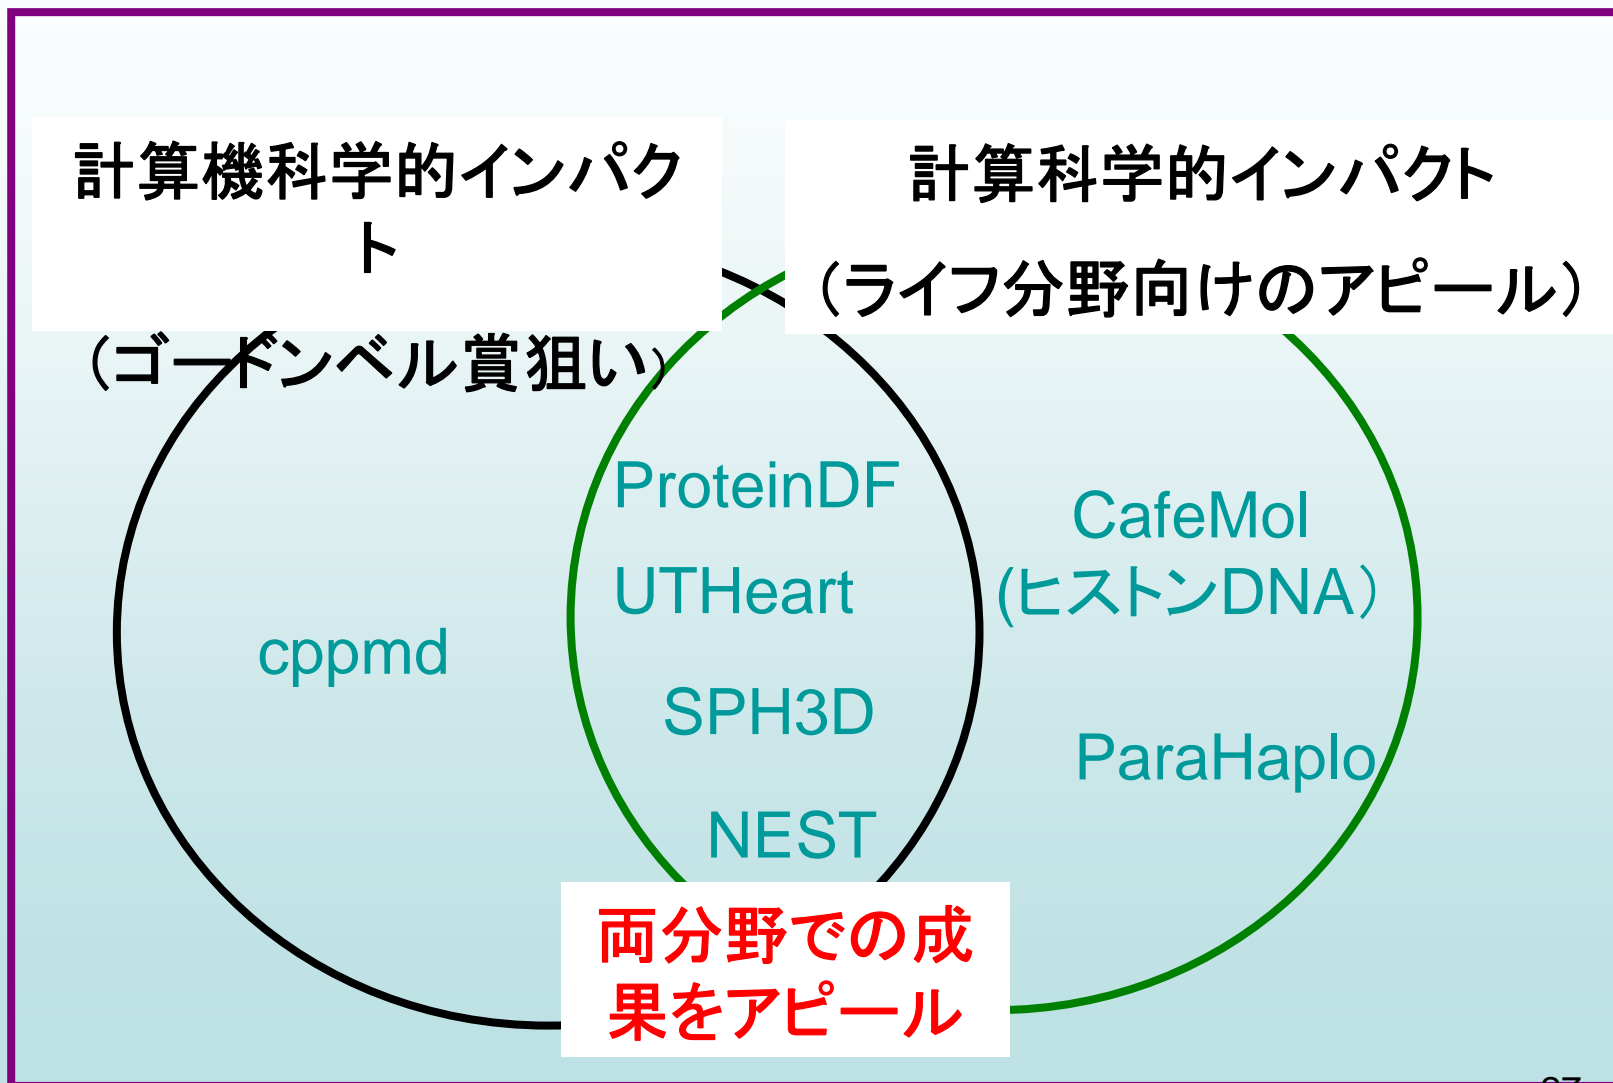 計算機科学的インパク
ト
（ゴードンベル賞狙い）
計算科学的インパクト
（ライフ分野向けのアピール）
ProteinDF
UTHeart
SPH3D
NEST
cppmd
CafeMol
(ヒストンDNA）
ParaHaplo
両分野での成
果をアピール